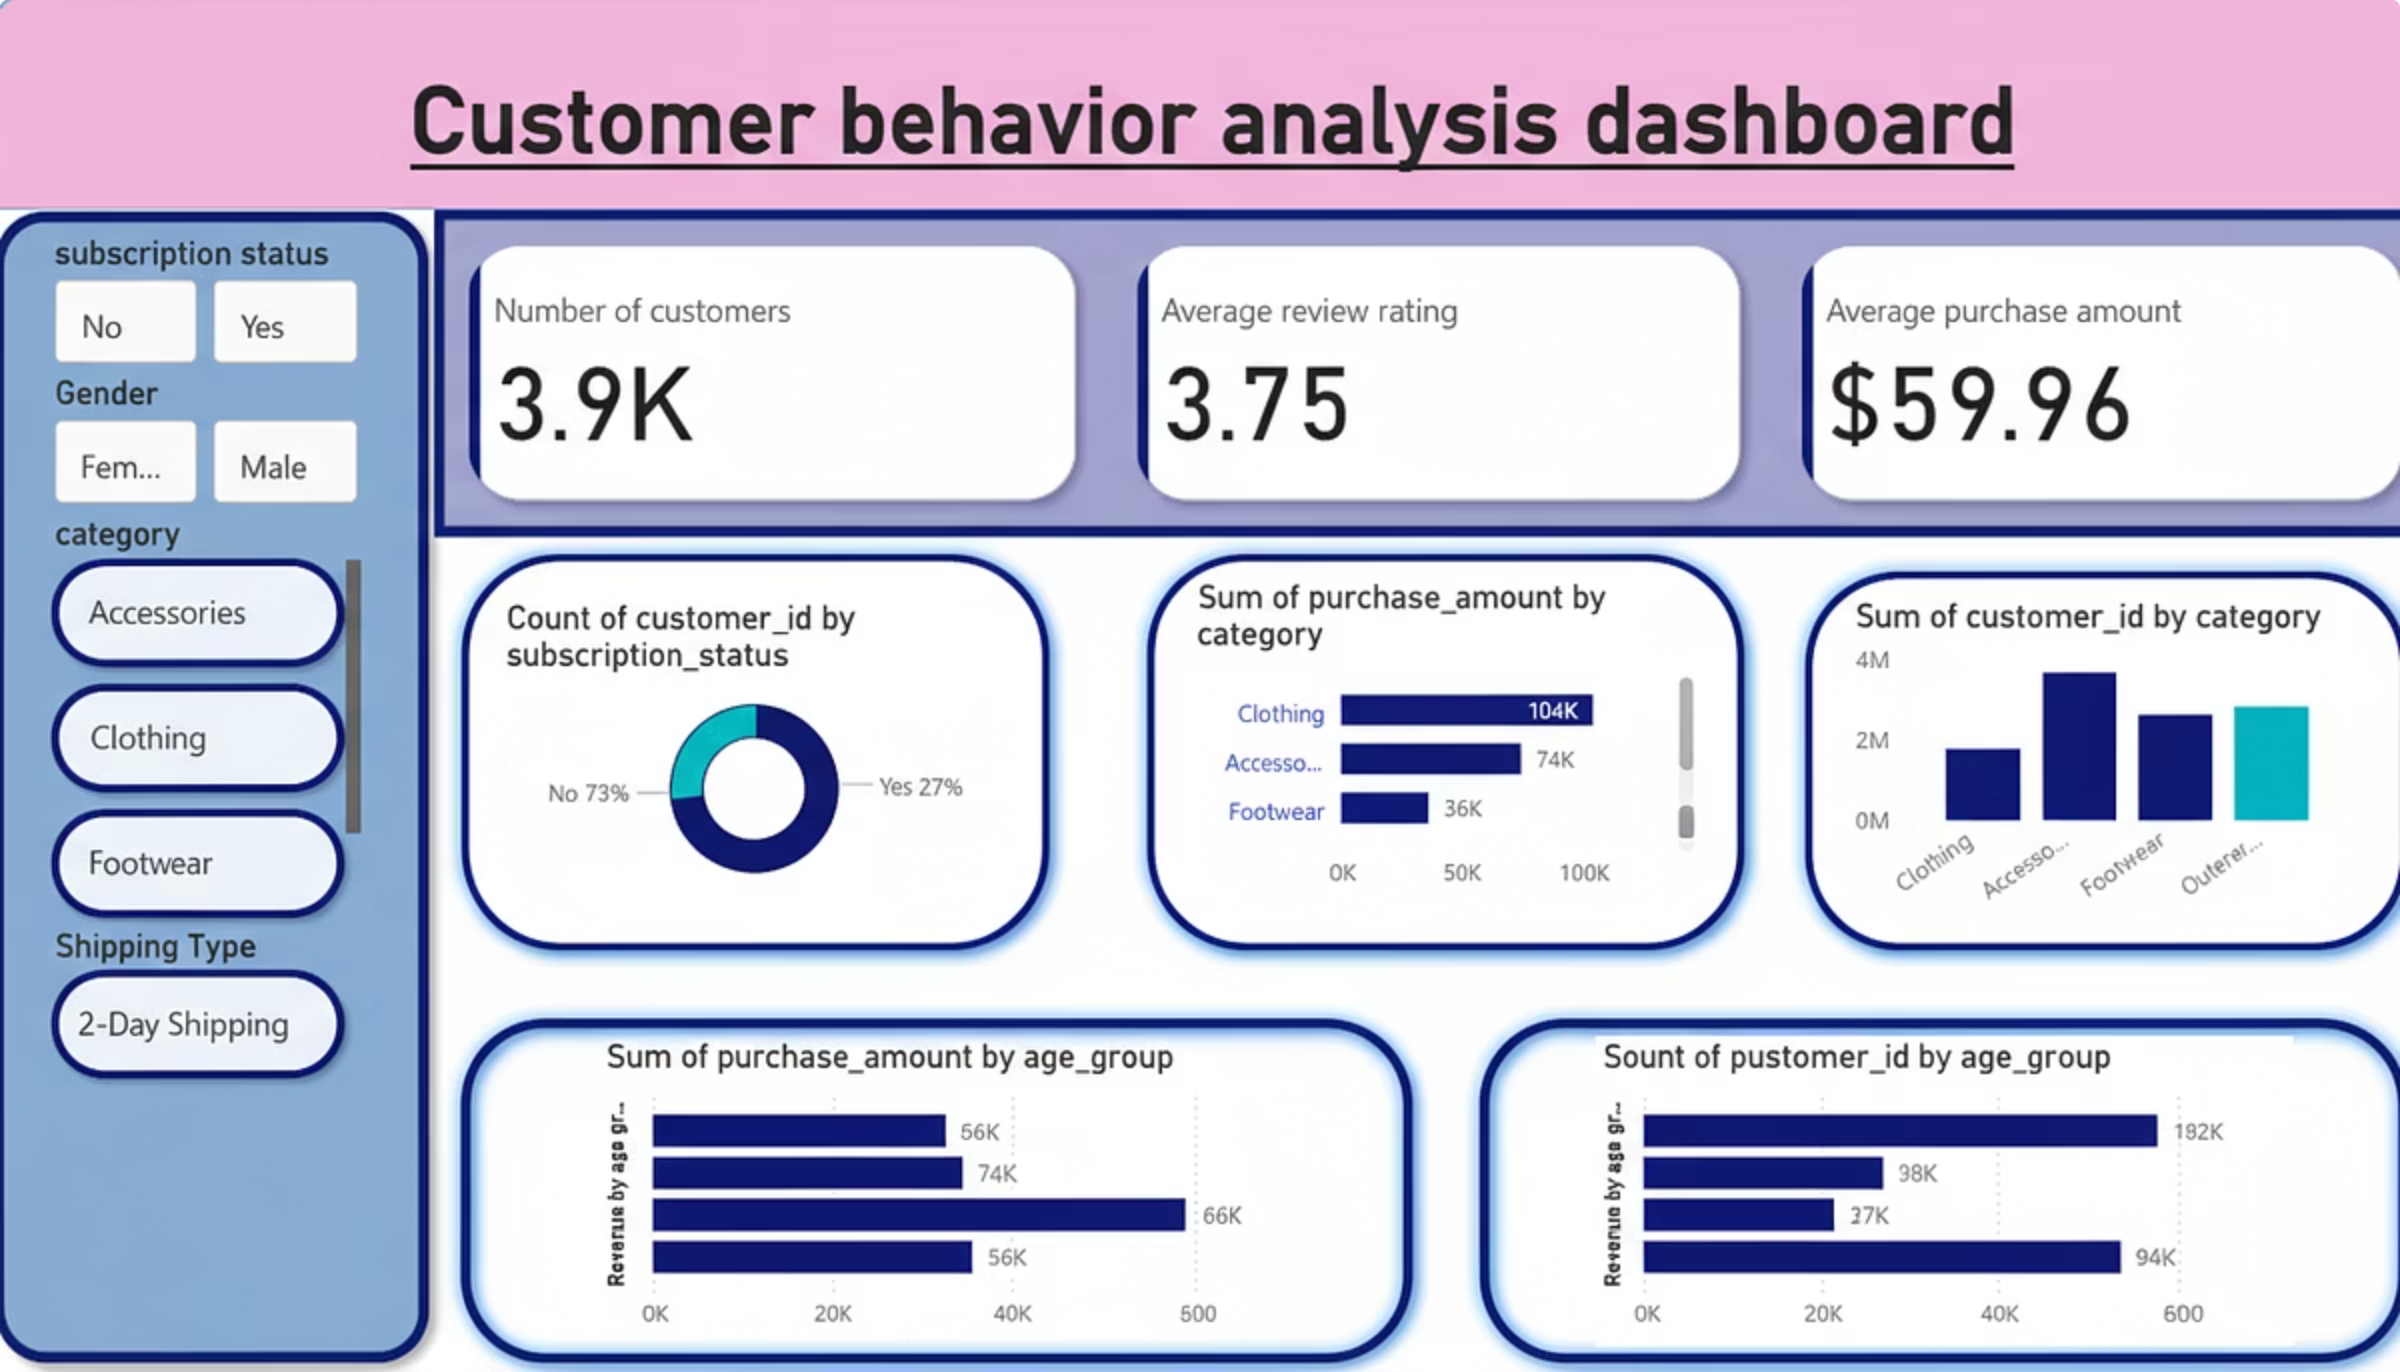 Customer behavior analysis dashboard
subscription status
No
Yes
Gender
Fem...
Male
category
Accessories
Clothing
Footwear
Shipping Type
2-Day Shipping
Number of customers
3.9K
Average review rating
3.75
Average purchase amount
$59.96
Count of customer_id by
subscription_status
No 73%
Yes 27%
Sum of purchase_amount by
category
Clothing
104K
Accesso...
74K
Footwear
36K
0K
50K
100K
Sum of customer_id by category
4M
2M
0M
Clothing
Accesso...
Footwear
Outerer...
Sum of purchase_amount by age_group
Revenue by age gr...
56K
74K
66K
56K
0K
20K
40K
500
Sount of pustomer_id by age_group
Revenue by age gr...
192K
98K
37K
94K
0K
20K
40K
600